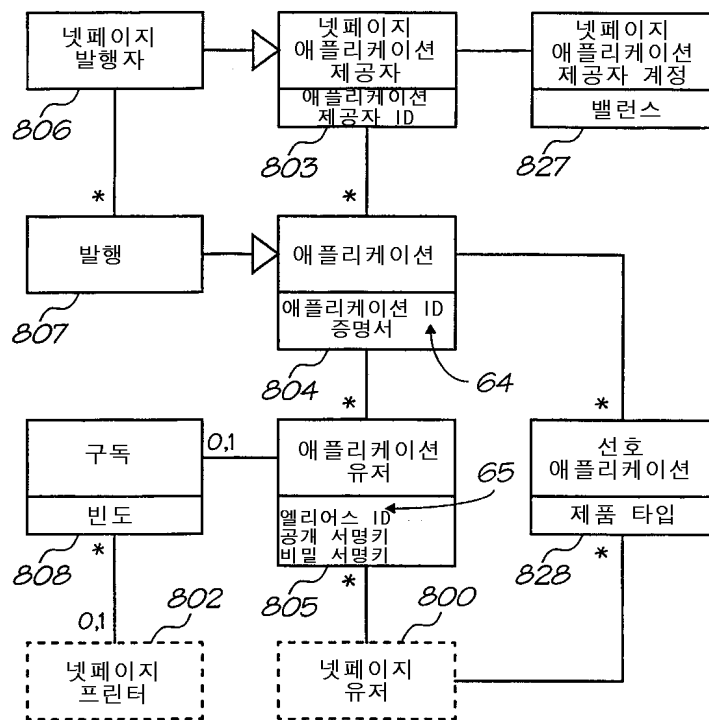 넷페이지
발행자
806
넷페이지
애플리케이션
제공자
애플리케이션
제공자 ID
803
넷페이지
애플리케이션
제공자 계정
밸런스
827
*
*
발행
807
애플리케이션
애플리케이션 ID
증명서
804
64
*
*
구독
빈도
808
0,1
애플리케이션
유저
엘리어스 ID
공개 서명키
비밀 서명키
805
65
선호
애플리케이션
제품 타입
828
*
*
*
0,1
802
넷페이지
프린터
800
넷페이지
유저